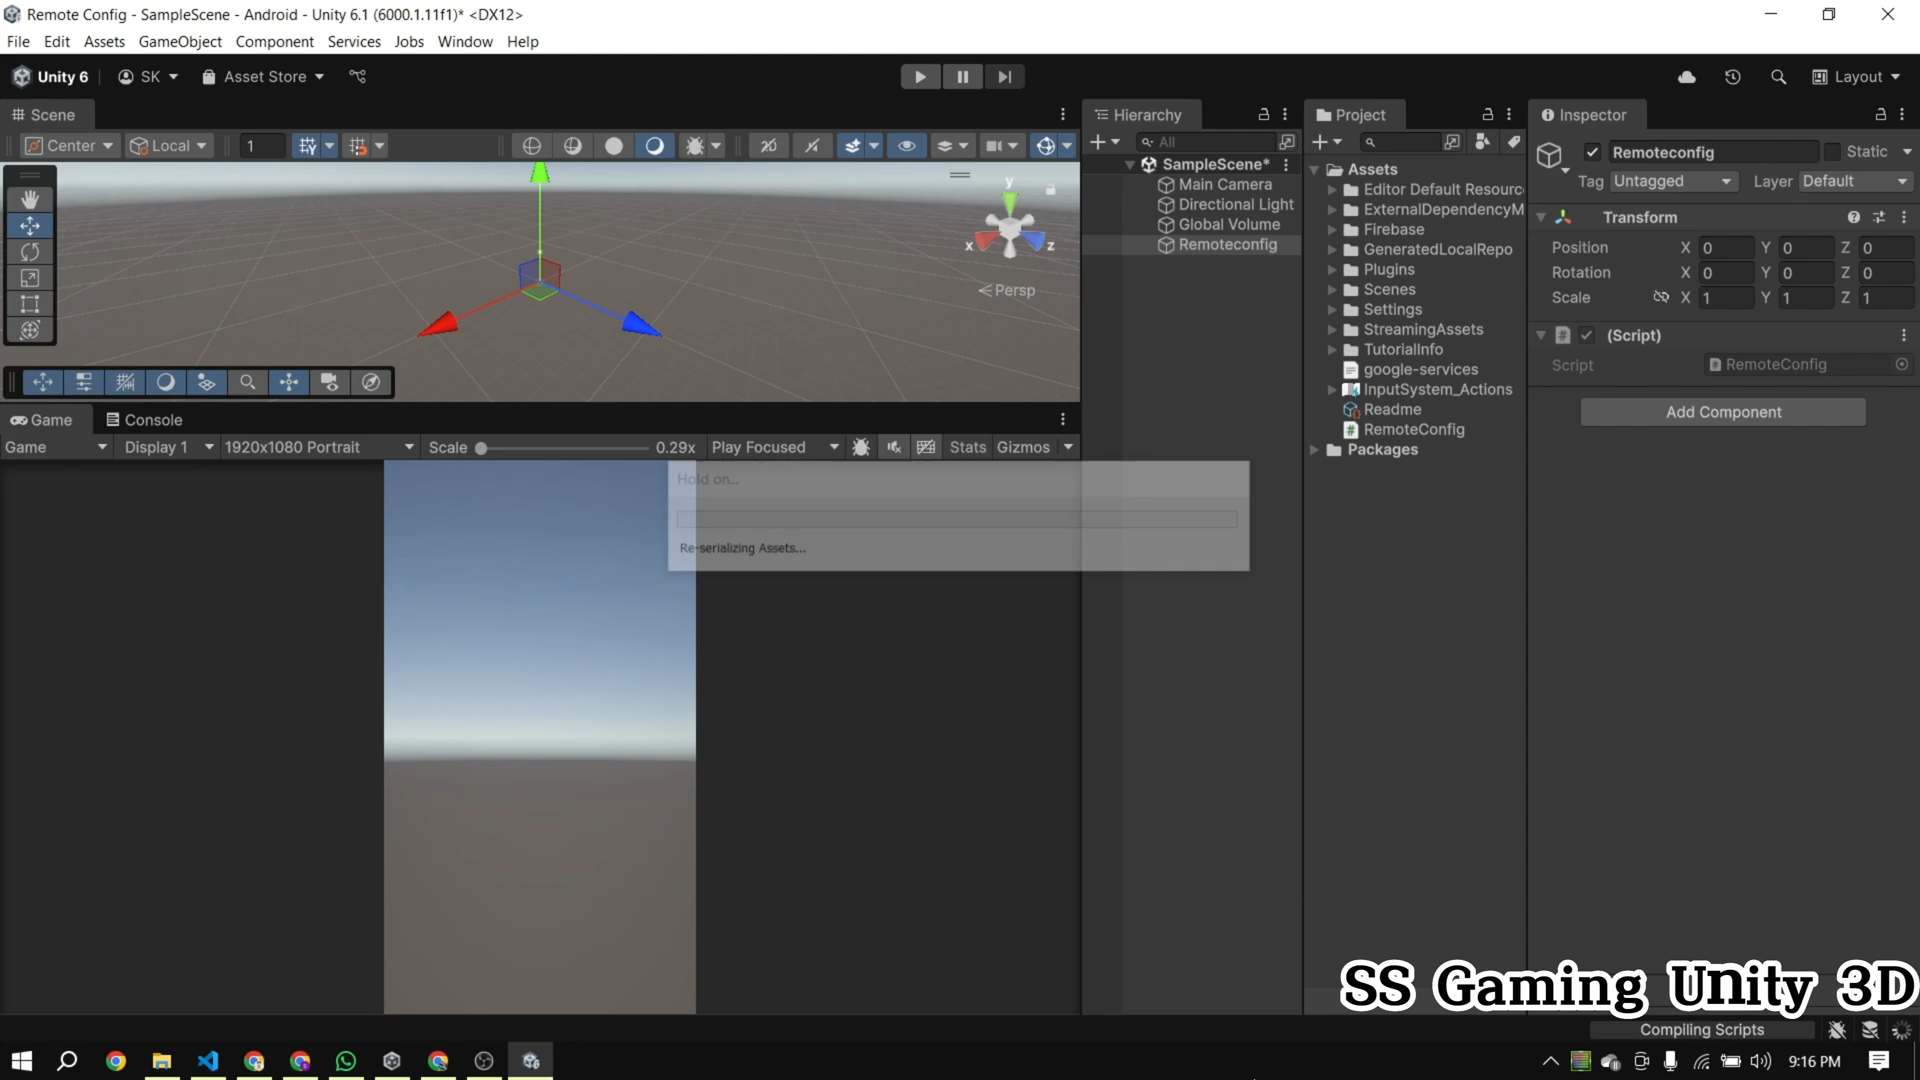 Remote Config - SampleScene - Android - Unity 6.1 (6000.1.11f1)* <DX12>
File Edit Assets GameObject Component Services Jobs Window Help
Unity 6 SK Asset Store Layout
Scene
Center Local 1
y
x z
Persp
Game Console
Game Display 1 1920x1080 Portrait Scale 0.29x Play Focused Stats Gizmos
Hold on...
Re-serializing Assets...
Hierarchy
All
SampleScene*
Main Camera
Directional Light
Global Volume
Remoteconfig
Project
Assets
Editor Default Resourc
ExternalDependencyM
Firebase
GeneratedLocalRepo
Plugins
Scenes
Settings
StreamingAssets
TutorialInfo
google-services
InputSystem_Actions
Readme
RemoteConfig
Packages
Inspector
Remoteconfig Static
Tag Untagged Layer Default
Transform
Position X 0 Y 0 Z 0
Rotation X 0 Y 0 Z 0
Scale X 1 Y 1 Z 1
(Script)
Script RemoteConfig
Add Component
SS Gaming Unity 3D
Compiling Scripts
9:16 PM